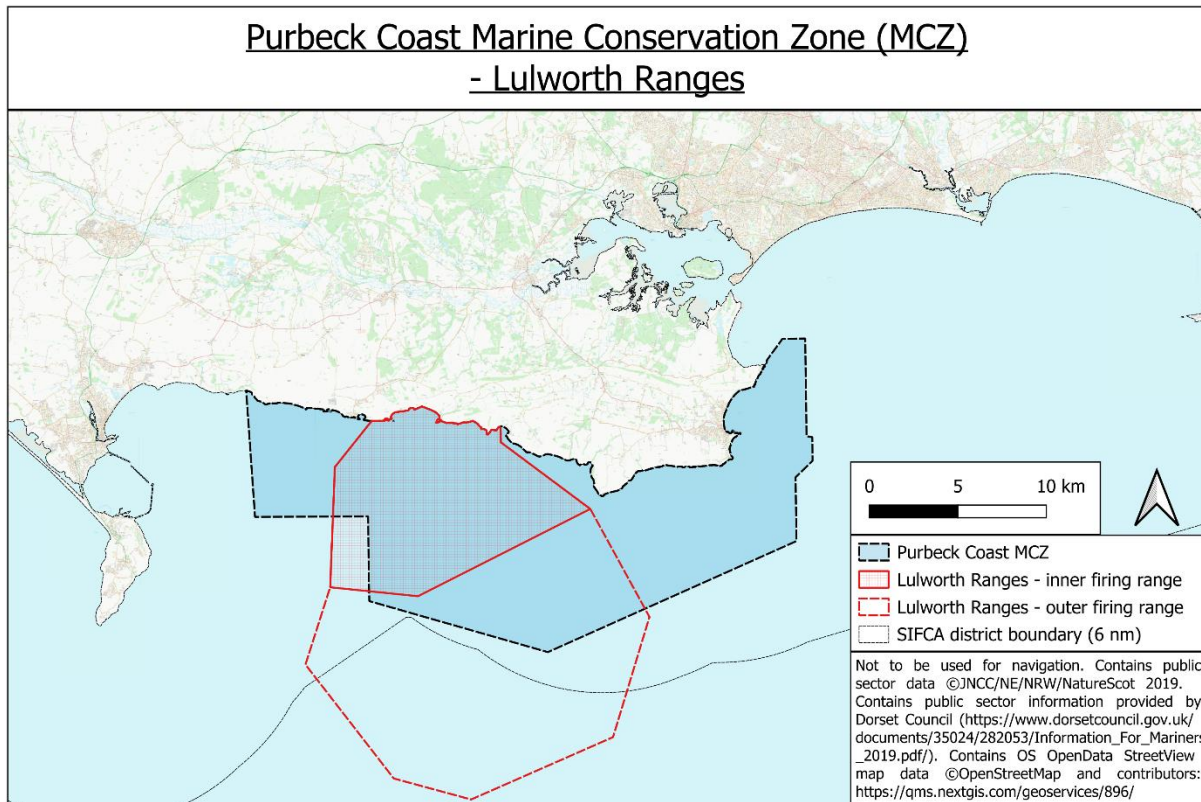 Purbeck Coast Marine Conservation Zone (MCZ)
- Lulworth Ranges
0 5 10 km
Purbeck Coast MCZ
Lulworth Ranges - inner firing range
Lulworth Ranges - outer firing range
SIFCA district boundary (6 nm)
Not to be used for navigation. Contains public
sector data ©JNCC/NE/NRW/NatureScot 2019.
Contains public sector information provided by
Dorset Council (https://www.dorsetcouncil.gov.uk/
documents/35024/282053/Information_For_Mariners
_2019.pdf/). Contains OS OpenData StreetView
map data ©OpenStreetMap and contributors:
https://qms.nextgis.com/geoservices/896/